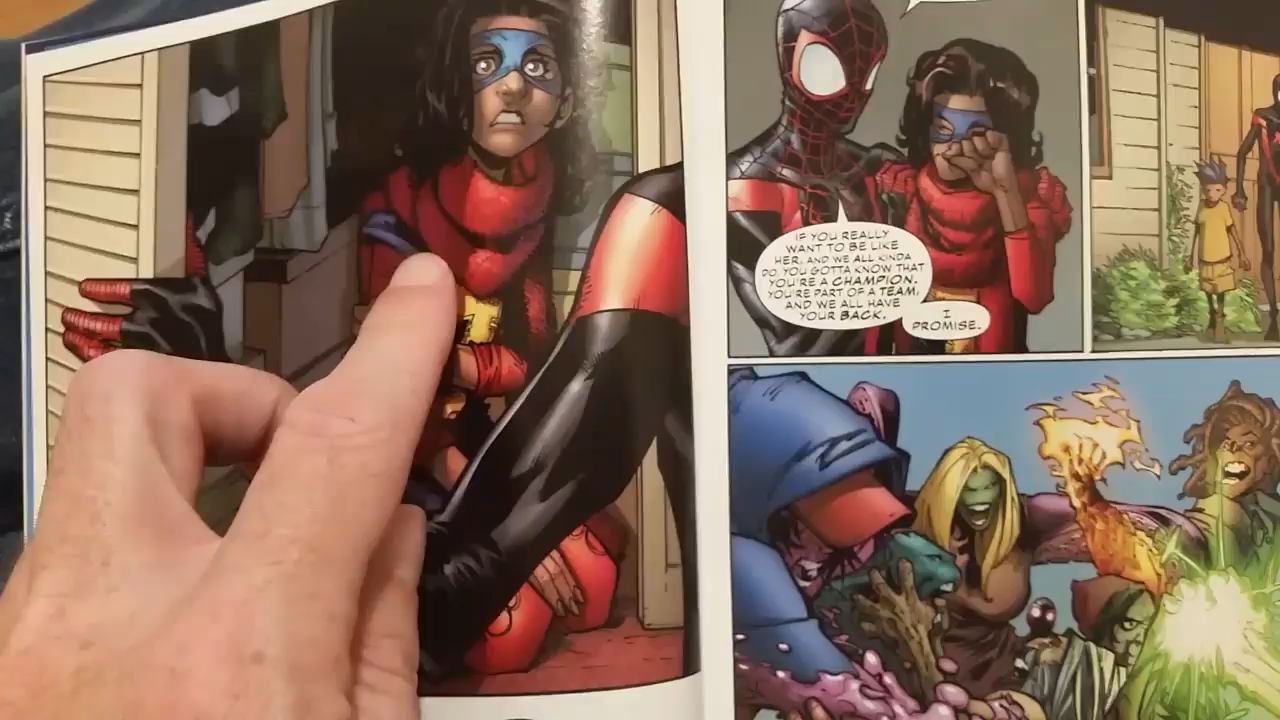 IF YOU REALLY
WANT TO BE LIKE
HER, AND WE ALL KINDA
DO, YOU GOTTA KNOW THAT
YOU'RE A CHAMPION.
YOU'RE PART OF A TEAM,
AND WE ALL HAVE
YOUR BACK.
I
PROMISE.